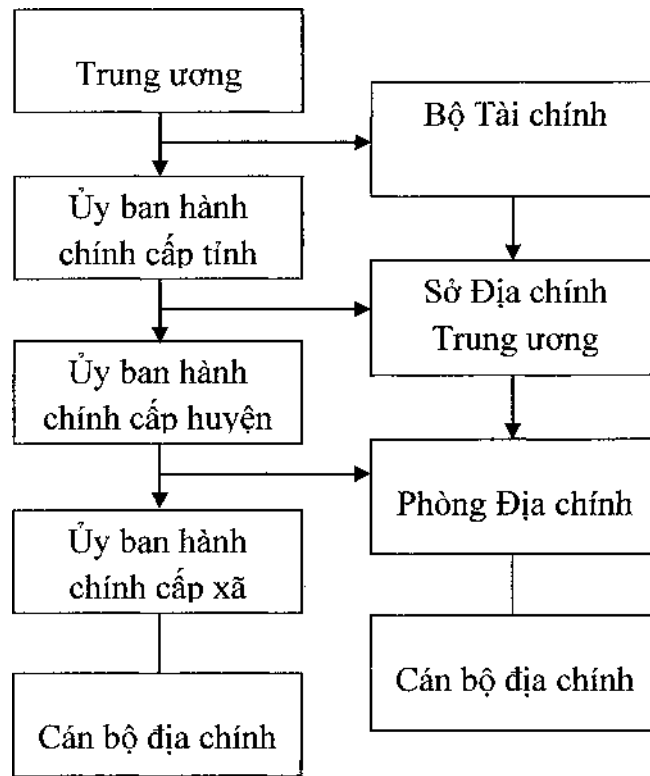 Trung ương
Bộ Tài chính
Ủy ban hành
chính cấp tỉnh
Sở Địa chính
Trung ương
Ủy ban hành
chính cấp huyện
Phòng Địa chính
Ủy ban hành
chính cấp xã
Cán bộ địa chính
Cán bộ địa chính